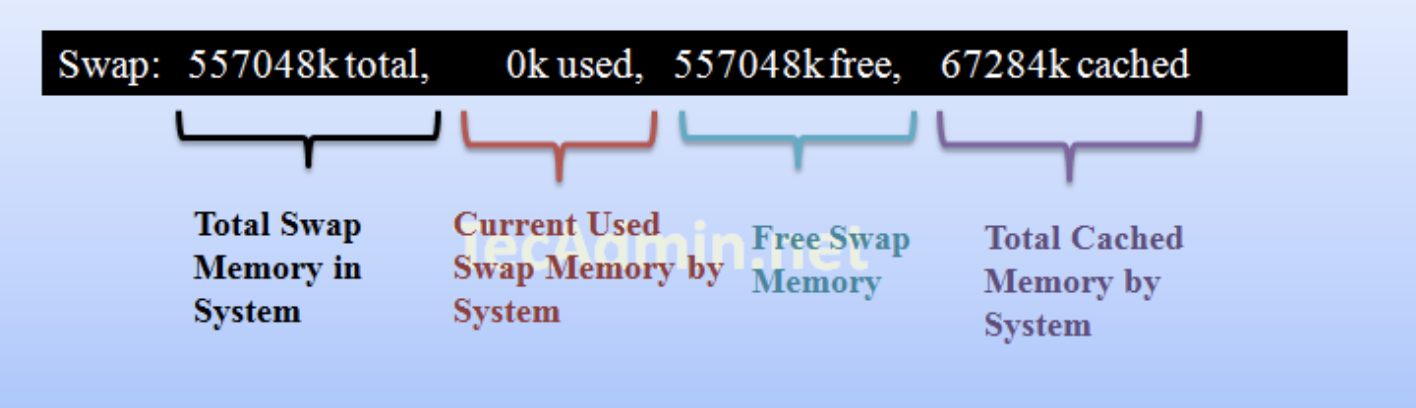 Swap: 557048k total, 0k used, 557048k free, 67284k cached
Total Swap
Memory in
System
Current Used
Swap Memory by
System
Free Swap
Memory
Total Cached
Memory by
System
TecAdmin.net